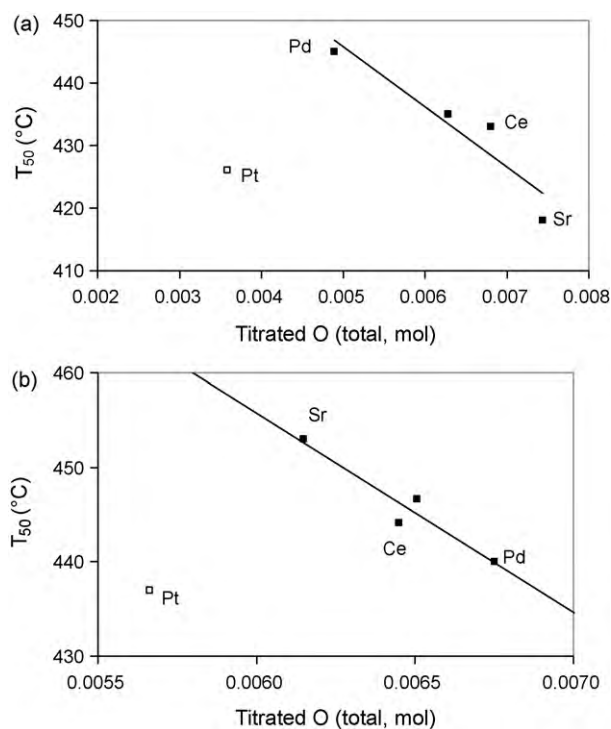 (a)
450
440
430
420
410
T50 (°C)
Pd
Ce
Pt
Sr
0.002 0.003 0.004 0.005 0.006 0.007 0.008
Titrated O (total, mol)
(b)
460
450
440
430
T50 (°C)
Sr
Ce
Pd
Pt
0.0055 0.0060 0.0065 0.0070
Titrated O (total, mol)